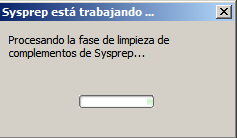 Sysprep está trabajando ...
Procesando la fase de limpieza de
complementos de Sysprep...